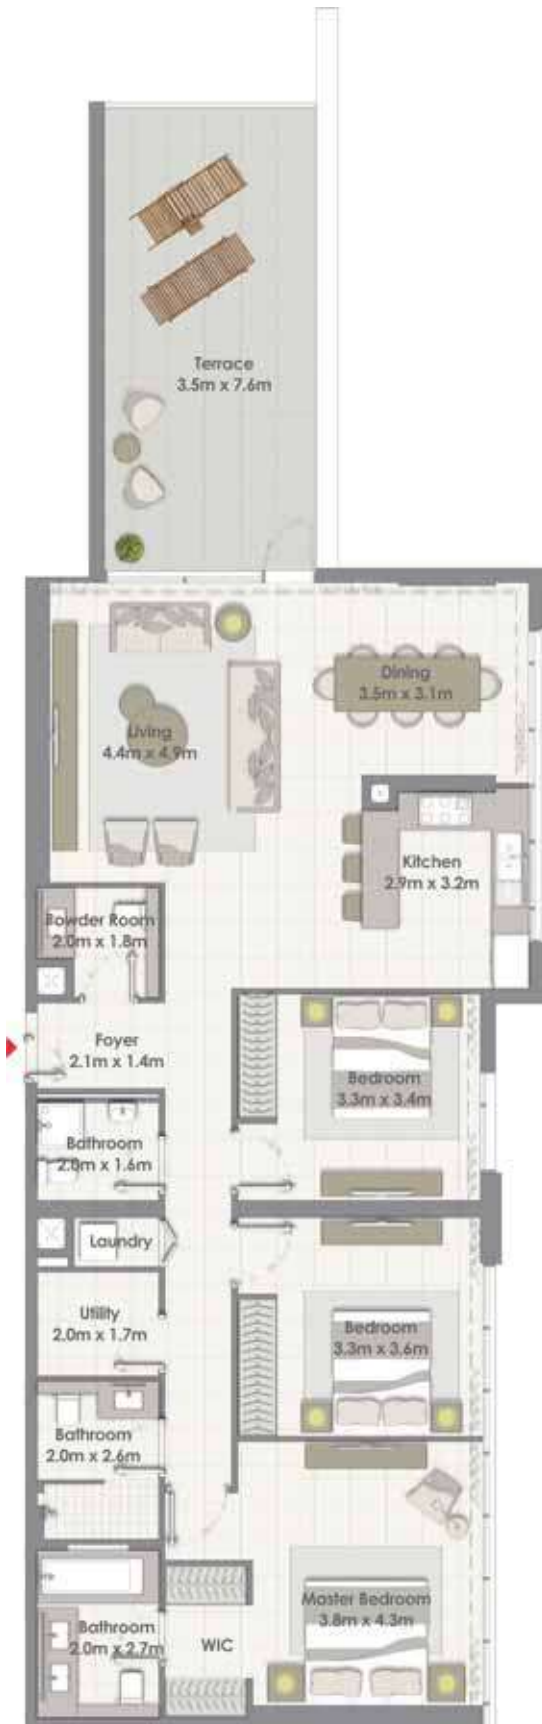 Terrace
3.5m x 7.6m
Dining
3.5m x 3.1m
Living
4.4m x 4.9m
Kitchen
2.9m x 3.2m
Powder Room
2.0m x 1.8m
Foyer
2.1m x 1.4m
Bedroom
3.3m x 3.4m
Bathroom
2.0m x 1.6m
Laundry
Utility
2.0m x 1.7m
Bedroom
3.3m x 3.6m
Bathroom
2.0m x 2.6m
Master Bedroom
3.8m x 4.3m
Bathroom
2.0m x 2.7m
WIC